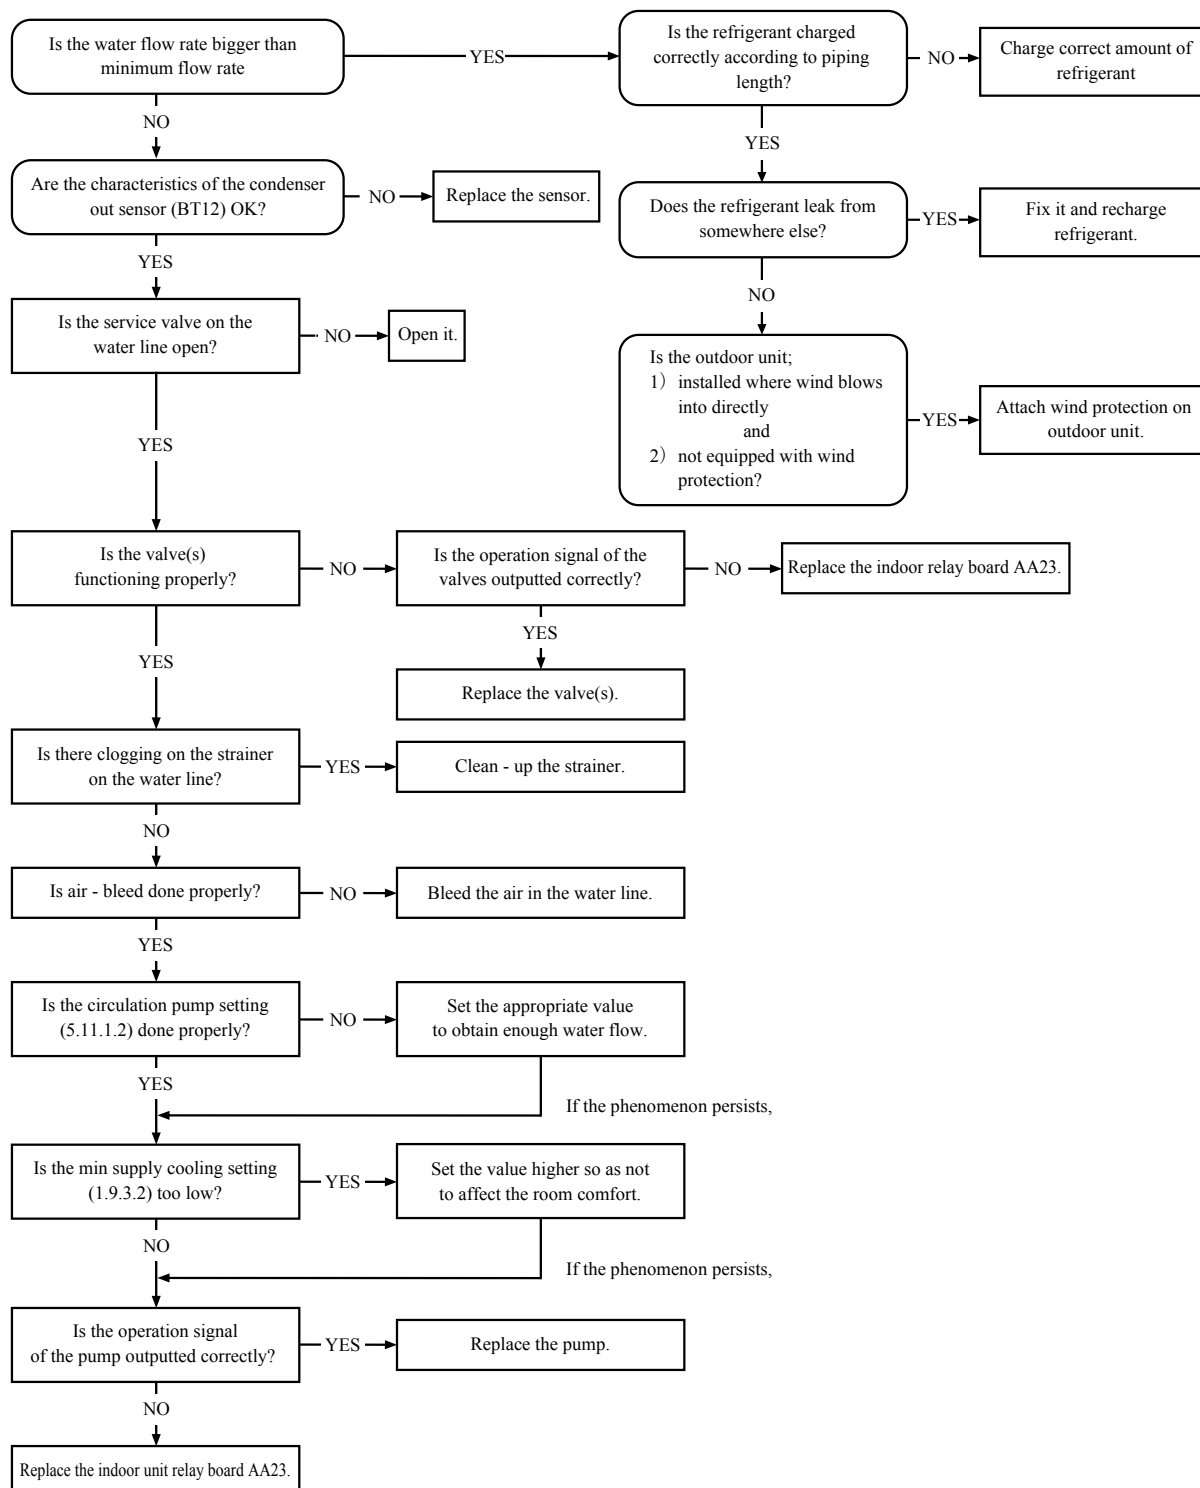 Is the water flow rate bigger than
minimum flow rate
YES
Is the refrigerant charged
correctly according to piping
length?
NO
Charge correct amount of
refrigerant
NO
YES
Are the characteristics of the condenser
out sensor (BT12) OK?
NO
Replace the sensor.
Does the refrigerant leak from
somewhere else?
YES
Fix it and recharge
refrigerant.
YES
NO
Is the service valve on the
water line open?
NO
Open it.
Is the outdoor unit;
1) installed where wind blows
into directly
and
2) not equipped with wind
protection?
YES
Attach wind protection on
outdoor unit.
YES
Is the valve(s)
functioning properly?
NO
Is the operation signal of the
valves outputted correctly?
NO
Replace the indoor relay board AA23.
YES
YES
Replace the valve(s).
Is there clogging on the strainer
on the water line?
YES
Clean - up the strainer.
NO
Is air - bleed done properly?
NO
Bleed the air in the water line.
YES
Is the circulation pump setting
(5.11.1.2) done properly?
NO
Set the appropriate value
to obtain enough water flow.
YES
If the phenomenon persists,
Is the min supply cooling setting
(1.9.3.2) too low?
YES
Set the value higher so as not
to affect the room comfort.
NO
If the phenomenon persists,
Is the operation signal
of the pump outputted correctly?
YES
Replace the pump.
NO
Replace the indoor unit relay board AA23.